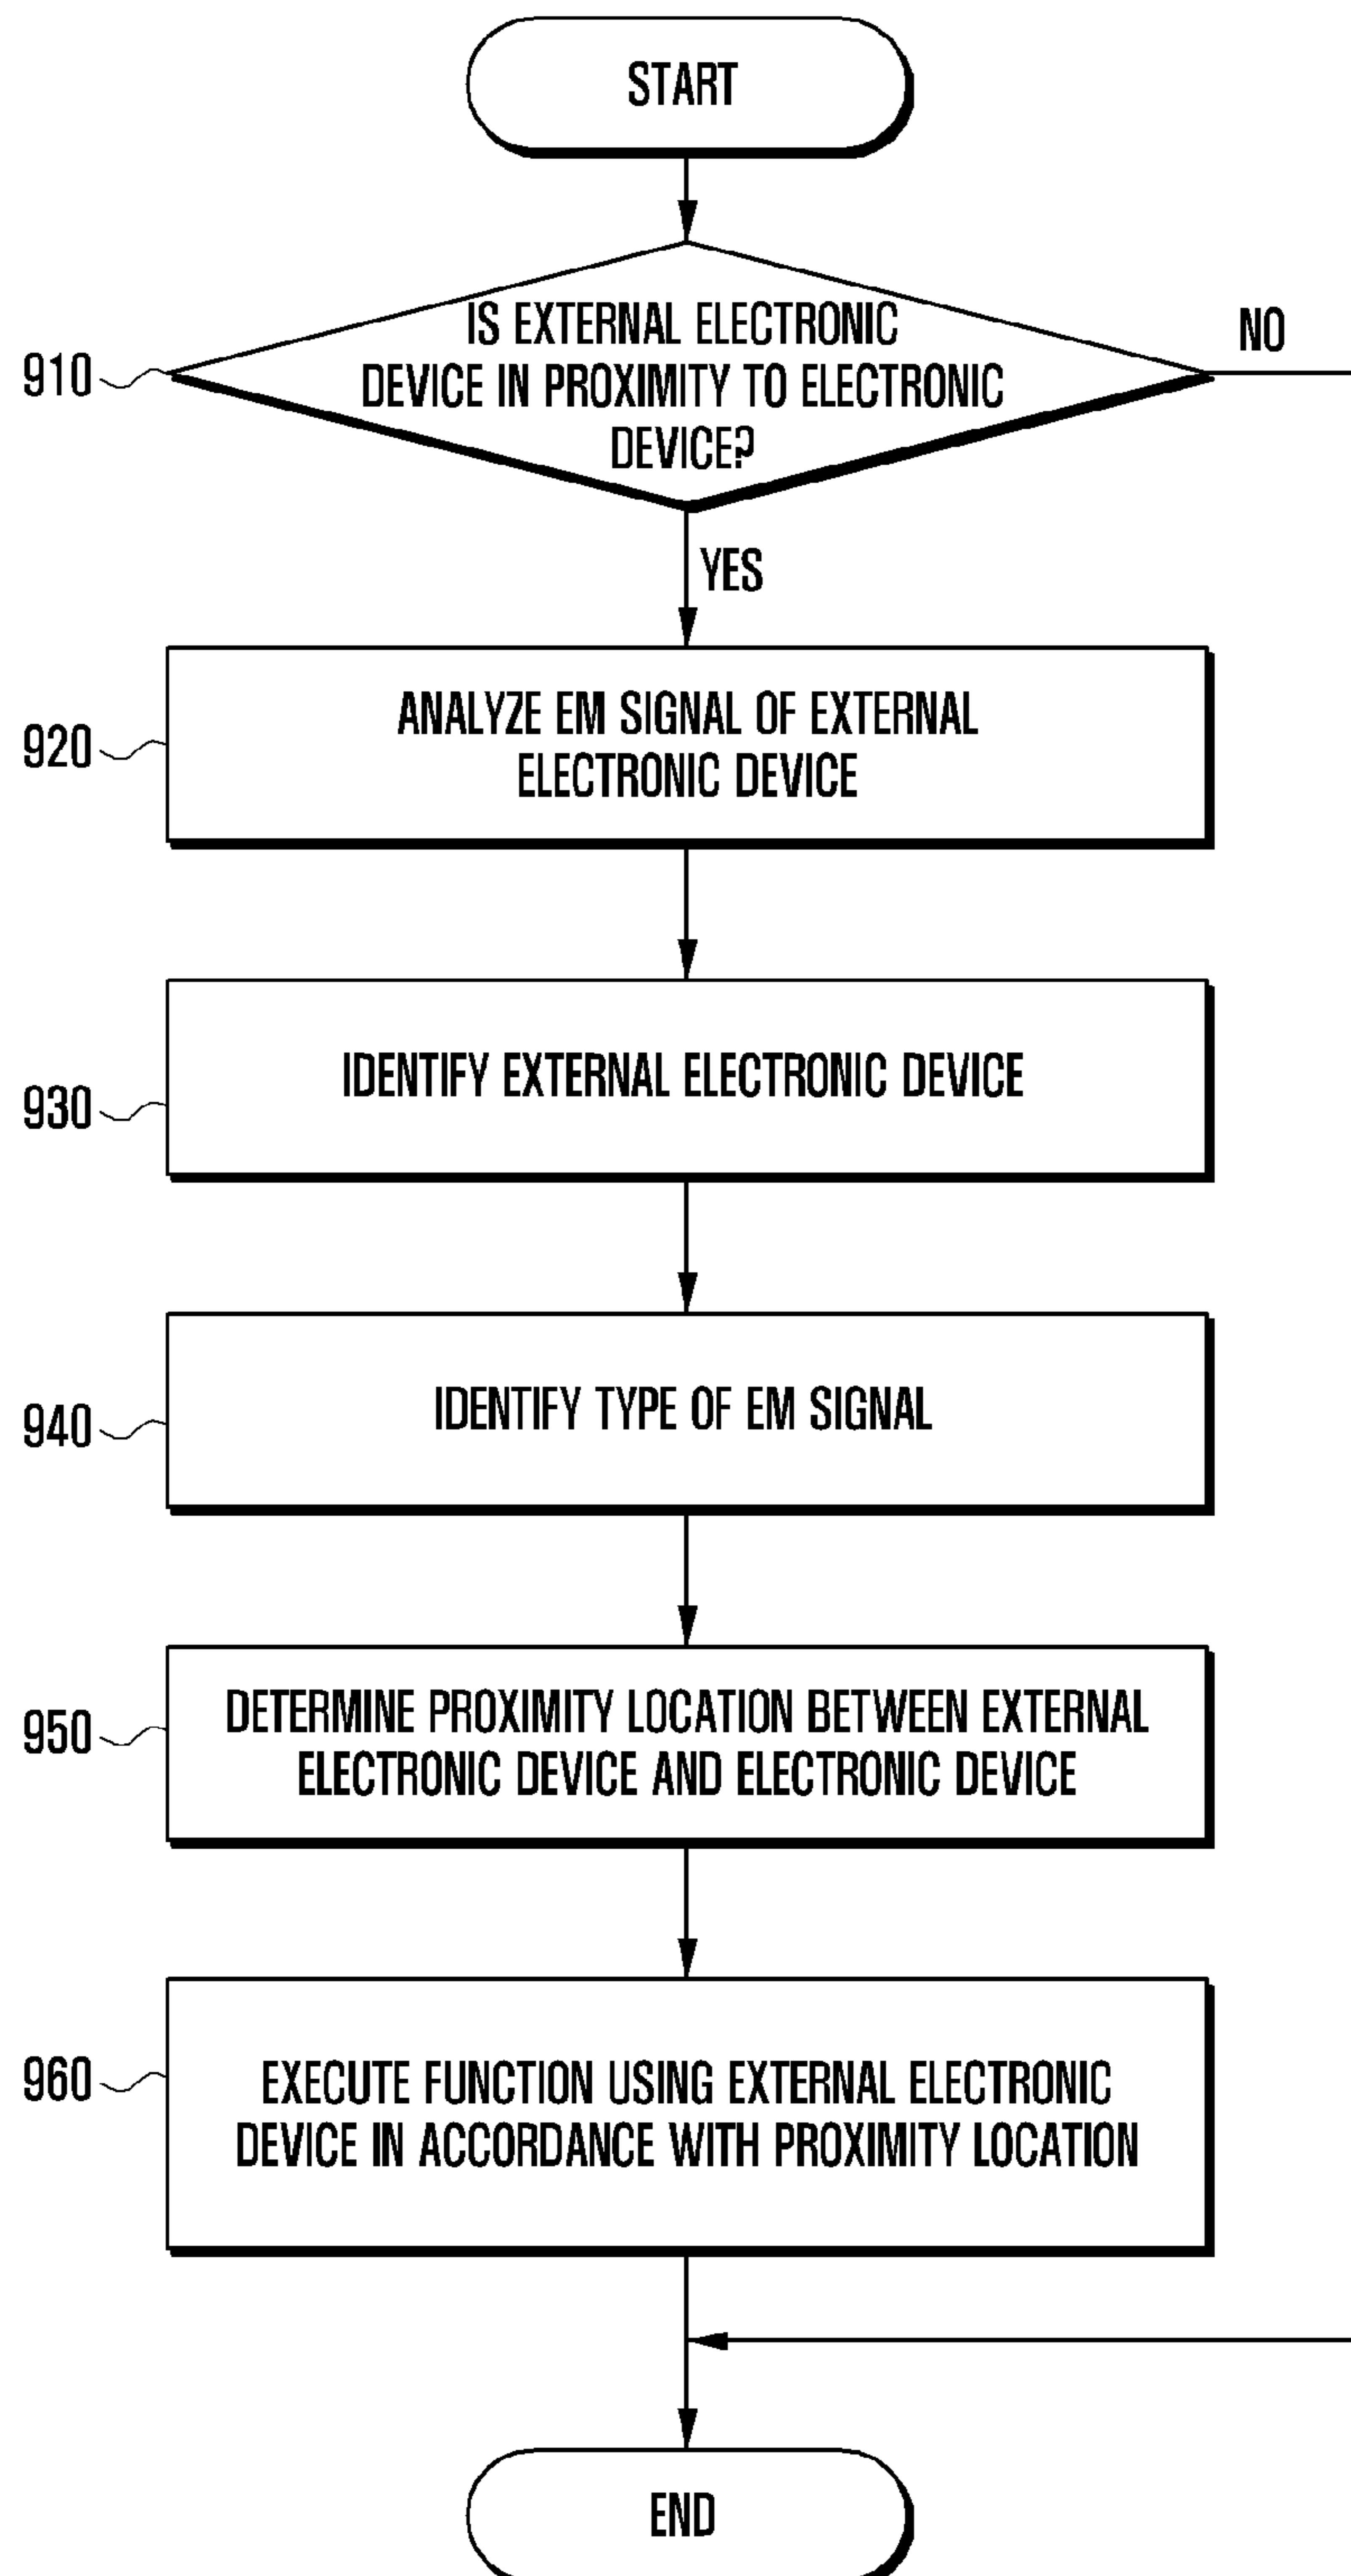 START
IS EXTERNAL ELECTRONIC
DEVICE IN PROXIMITY TO ELECTRONIC
DEVICE?
NO
910
YES
ANALYZE EM SIGNAL OF EXTERNAL
ELECTRONIC DEVICE
920
IDENTIFY EXTERNAL ELECTRONIC DEVICE
930
IDENTIFY TYPE OF EM SIGNAL
940
DETERMINE PROXIMITY LOCATION BETWEEN EXTERNAL
ELECTRONIC DEVICE AND ELECTRONIC DEVICE
950
EXECUTE FUNCTION USING EXTERNAL ELECTRONIC
DEVICE IN ACCORDANCE WITH PROXIMITY LOCATION
960
END